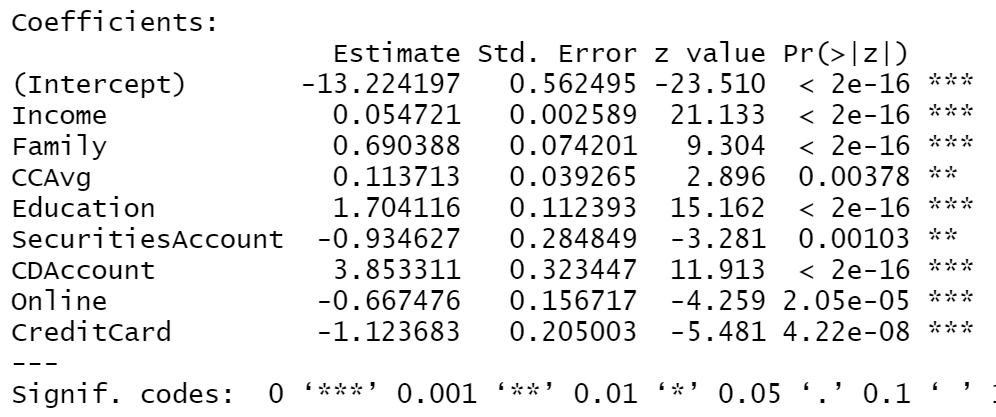 Coefficients:
Estimate Std. Error z value Pr(>|z|)
(Intercept) -13.224197 0.562495 -23.510 < 2e-16 ***
Income 0.054721 0.002589 21.133 < 2e-16 ***
Family 0.690388 0.074201 9.304 < 2e-16 ***
CCAvg 0.113713 0.039265 2.896 0.00378 **
Education 1.704116 0.112393 15.162 < 2e-16 ***
SecuritiesAccount -0.934627 0.284849 -3.281 0.00103 **
CDAccount 3.853311 0.323447 11.913 < 2e-16 ***
Online -0.667476 0.156717 -4.259 2.05e-05 ***
CreditCard -1.123683 0.205003 -5.481 4.22e-08 ***
---
Signif. codes: 0 ‘***’ 0.001 ‘**’ 0.01 ‘*’ 0.05 ‘.’ 0.1 ‘ ’